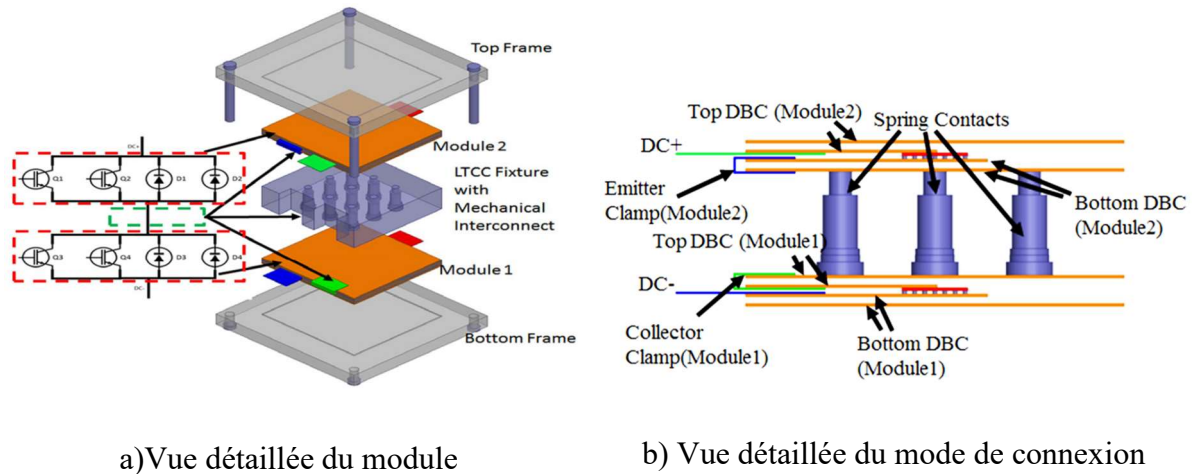 Top Frame
Module 2
LTCC Fixture
with
Mechanical
Interconnect
Module 1
Bottom Frame
DC+
Q1
Q2
D1
D2
Q3
Q4
D3
D4
DC-
Top DBC (Module2)
Spring Contacts
DC+
Emitter
Clamp(Module2)
Bottom DBC
(Module2)
Top DBC (Module1)
DC-
Collector
Clamp(Module1)
Bottom DBC
(Module1)
a)Vue détaillée du module
b) Vue détaillée du mode de connexion